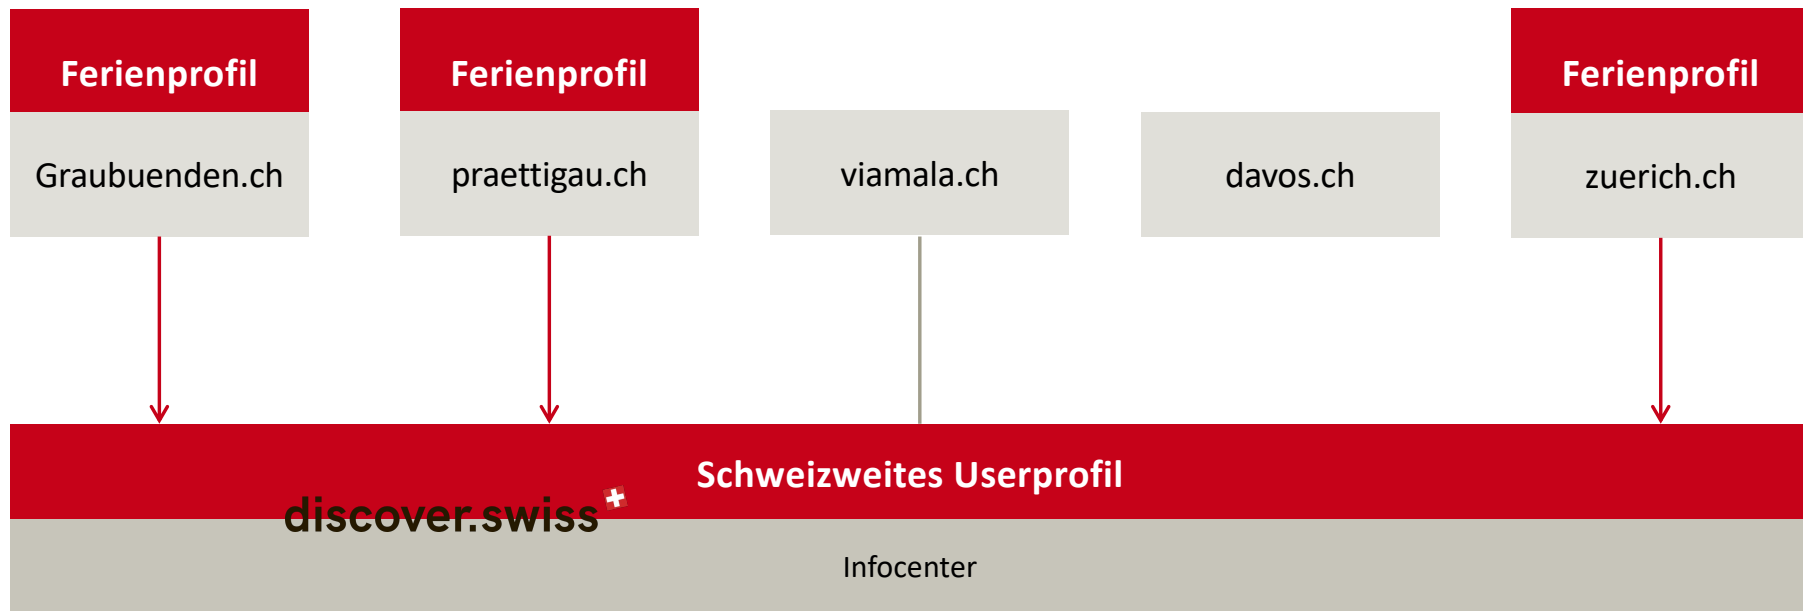 Ferienprofil
Ferienprofil
Ferienprofil
Graubuenden.ch
praettigau.ch
viamala.ch
davos.ch
zuerich.ch
Schweizweites Userprofil
discover.swiss
Infocenter